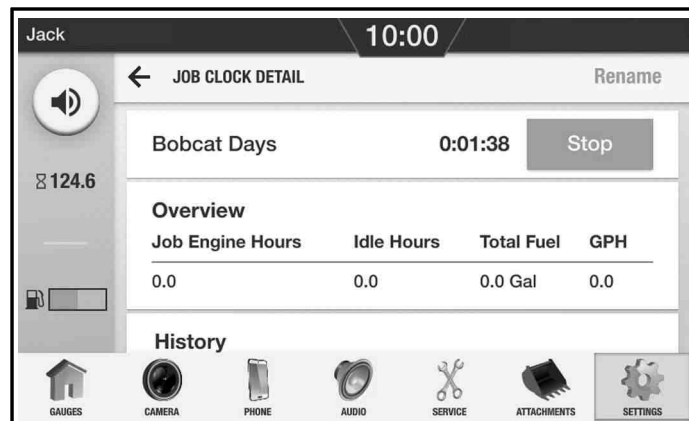 Jack
10:00
← JOB CLOCK DETAIL Rename
Bobcat Days 0:01:38 Stop
124.6
Overview
Job Engine Hours Idle Hours Total Fuel GPH
0.0 0.0 0.0 Gal 0.0
History
GAUGES CAMERA PHONE AUDIO SERVICE ATTACHMENTS SETTINGS